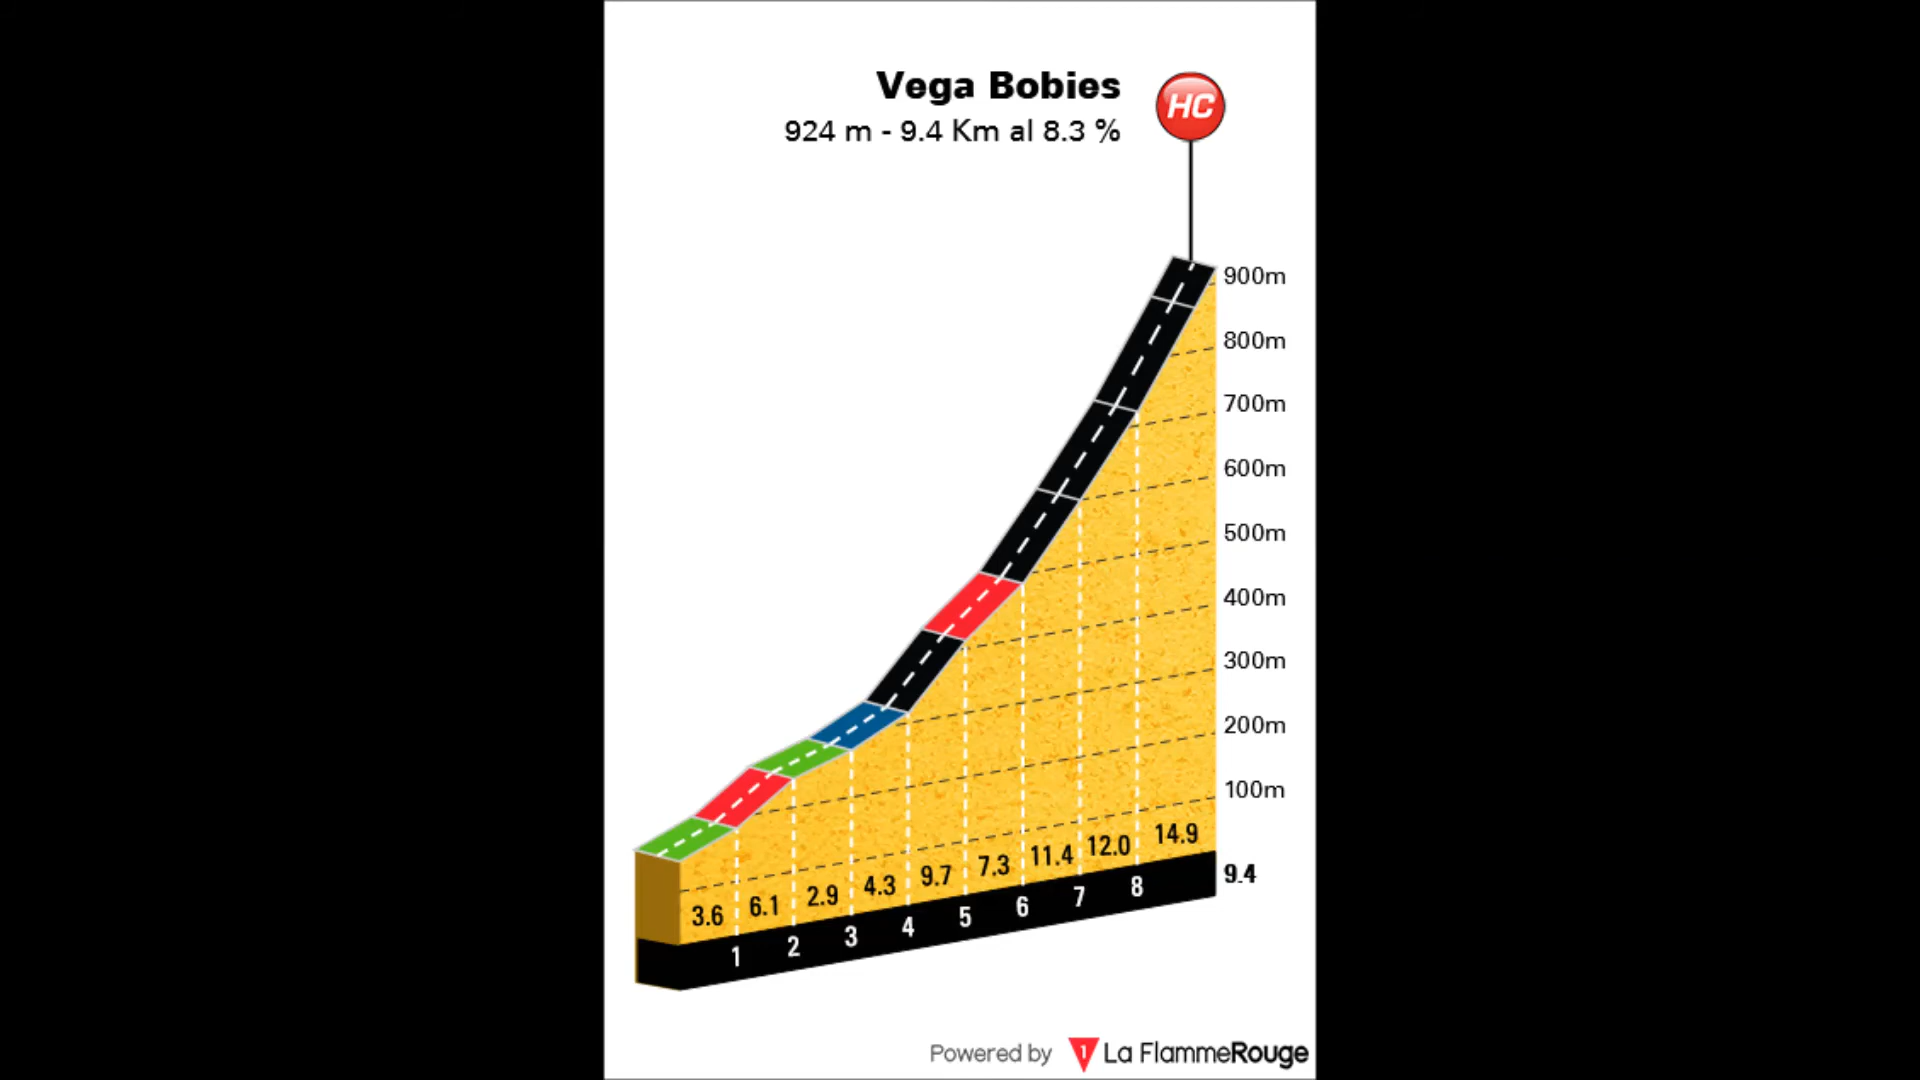 Vega Bobies
HC
924 m - 9.4 Km al 8.3 %
900m
800m
700m
600m
500m
400m
300m
200m
100m
3.6 6.1 2.9 4.3 9.7 7.3 11.4 12.0 14.9
1 2 3 4 5 6 7 8 9.4
Powered by 1 La FlammeRouge